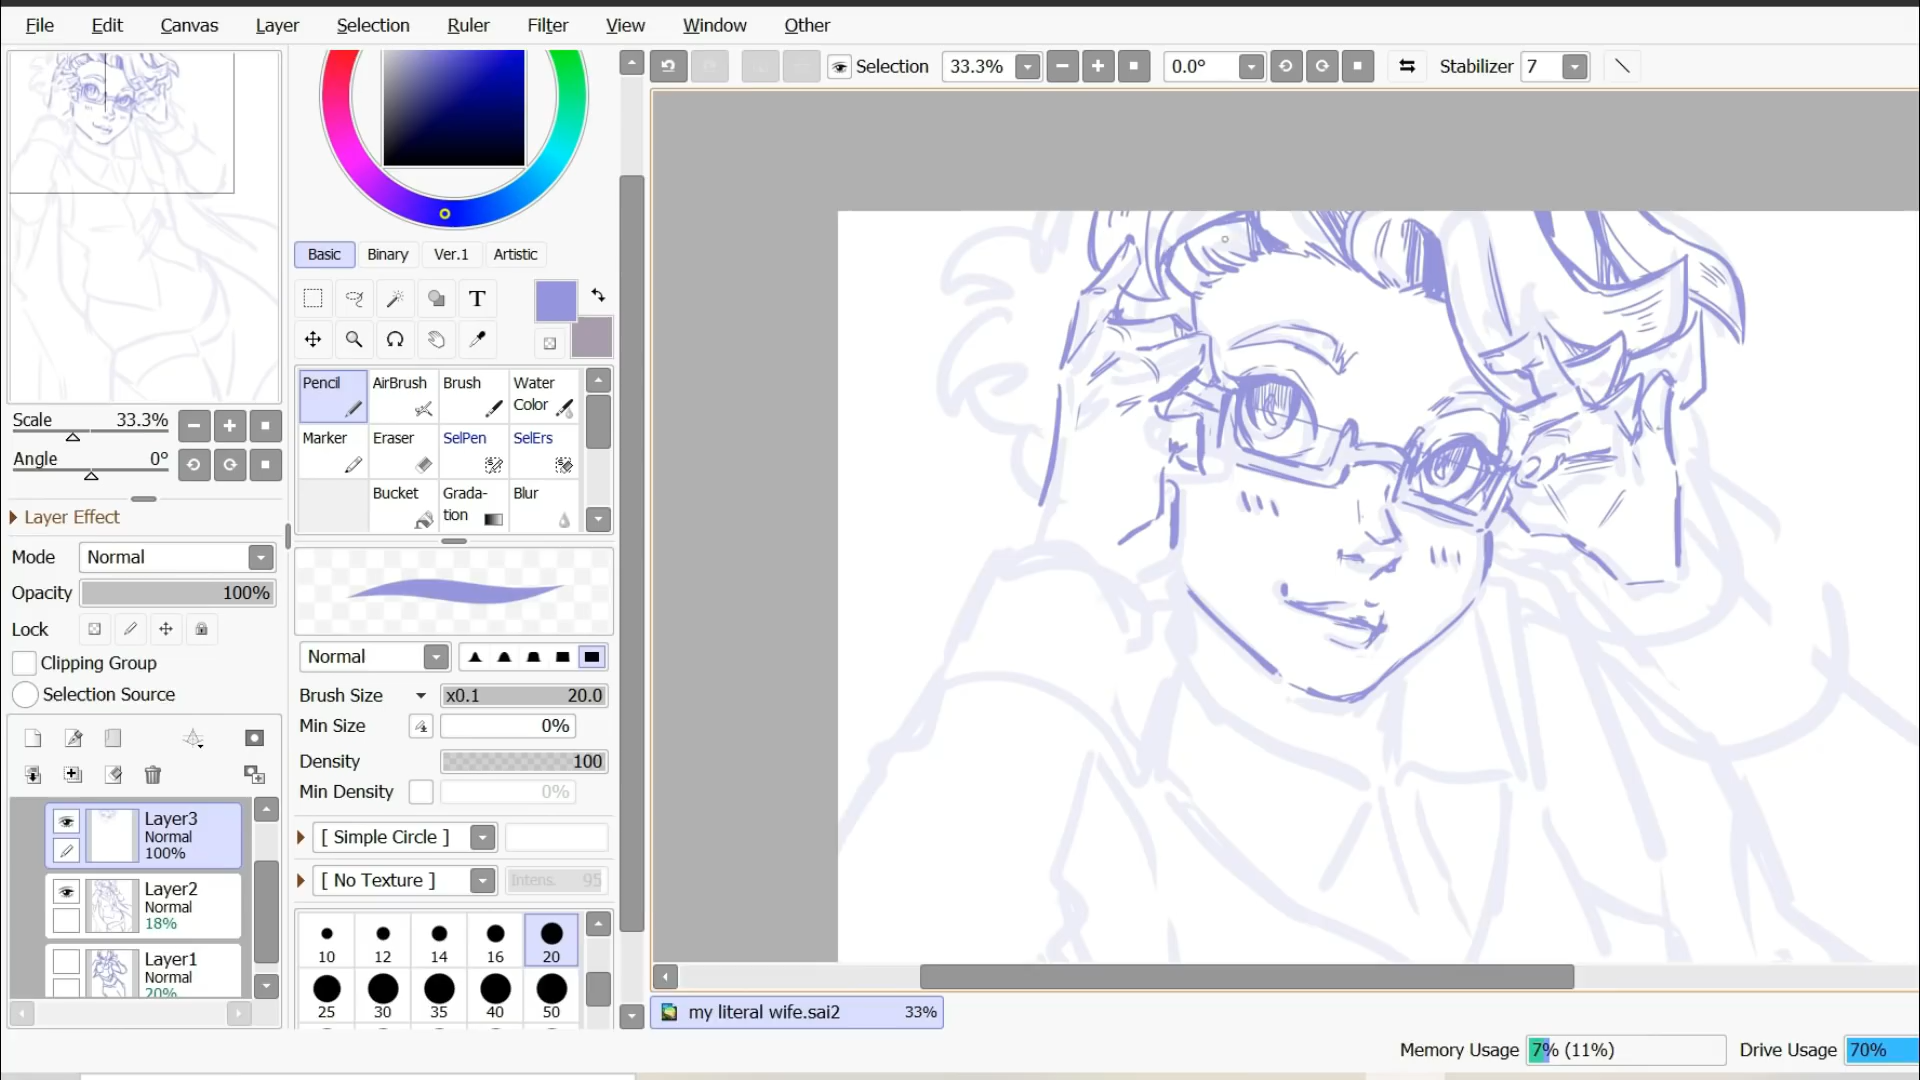 File Edit Canvas Layer Selection Ruler Filter View Window Other
Selection 33.3% 0.0° Stabilizer 7
Basic Binary Ver.1 Artistic
T
Pencil AirBrush Brush Water Color
Marker Eraser SelPen SelErs
Bucket Grada-tion Blur
Scale 33.3%
Angle 0°
Layer Effect
Mode Normal
Opacity 100%
Lock
Clipping Group
Selection Source
Normal
Brush Size x0.1 20.0
Min Size 0%
Density 100
Min Density 0%
[ Simple Circle ]
[ No Texture ] Intens. 95
10 12 14 16 20
25 30 35 40 50
Layer3
Normal
100%
Layer2
Normal
18%
Layer1
Normal
20%
my literal wife.sai2 33%
Memory Usage 7% (11%) Drive Usage 70%